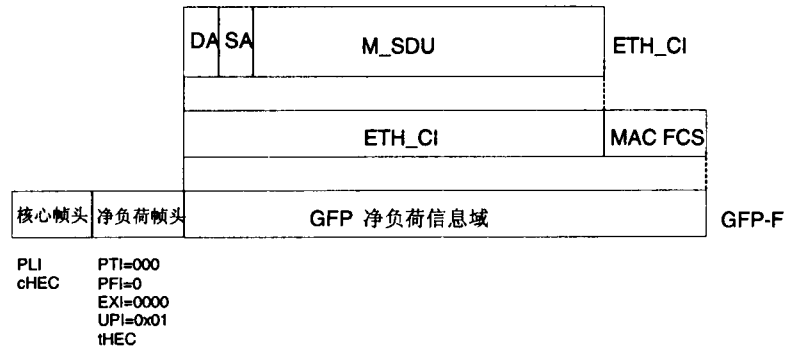 DA SA M_SDU ETH_CI
ETH_CI MAC FCS
核心帧头 净负荷帧头 GFP 净负荷信息域 GFP-F
PLI PTI=000
cHEC PFI=0
EXI=0000
UPI=0x01
tHEC